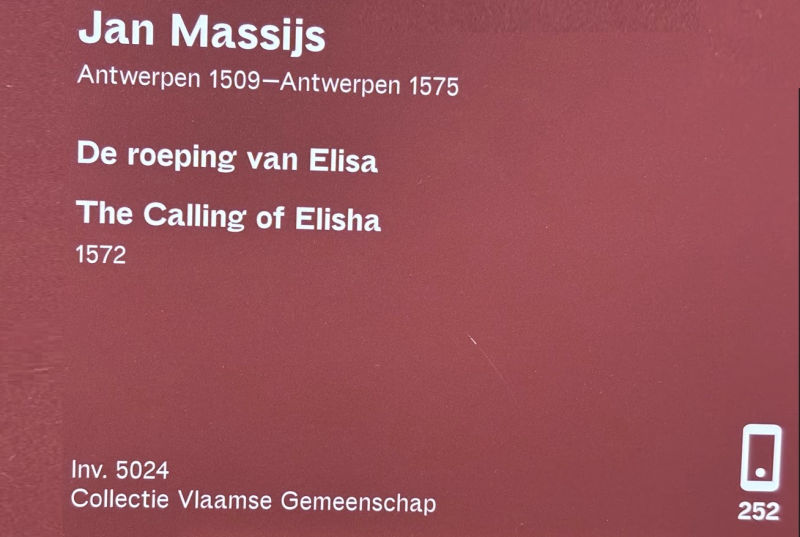 Jan Massijs
Antwerpen 1509–Antwerpen 1575
De roeping van Elisa
The Calling of Elisha
1572
Inv. 5024
Collectie Vlaamse Gemeenschap
252